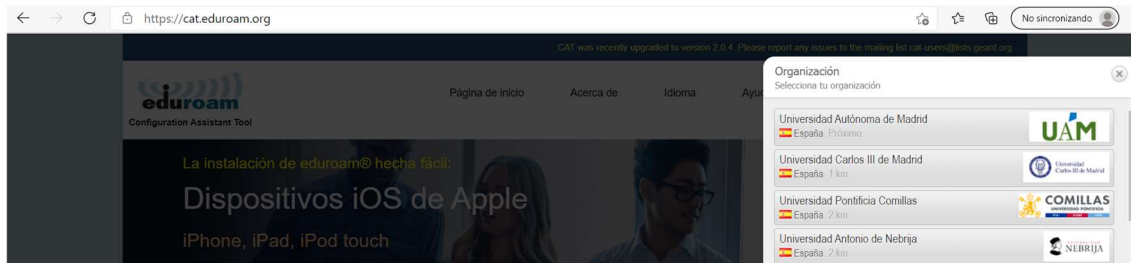 https://cat.eduroam.org
No sincronizando
CAT was recently upgraded to version 2.0.4. Please report any issues to the mailing list cat-users@lists.geant.org
eduroam
Configuration Assistant Tool
Página de inicio
Acerca de
Idioma
La instalación de eduroam® hecha fácil:
Dispositivos iOS de Apple
iPhone, iPad, iPod touch
Organización
Selecciona tu organización
Universidad Autónoma de Madrid
España Próximo
UAM
Universidad Carlos III de Madrid
España 1 km
Universidad
Carlos III de Madrid
Universidad Pontificia Comillas
España 2 km
COMILLAS
UNIVERSIDAD PONTIFICIA
Universidad Antonio de Nebrija
España 2 km
NEBRIJA